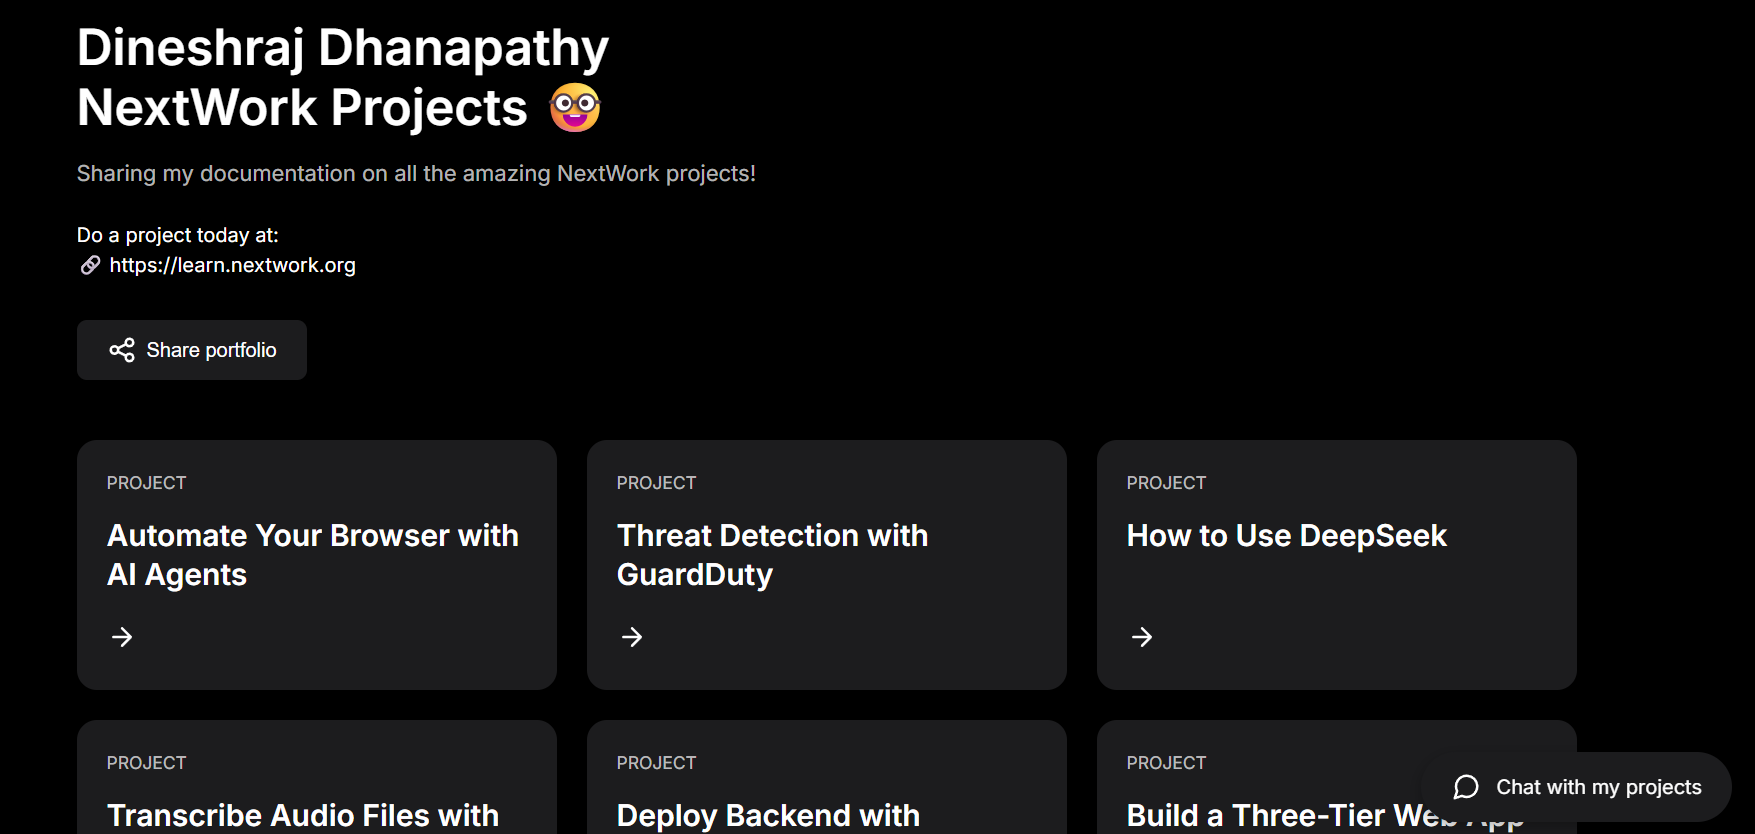 Dineshraj Dhanapathy
NextWork Projects 🤓
Sharing my documentation on all the amazing NextWork projects!
Do a project today at:
🔗 https://learn.nextwork.org
Share portfolio
PROJECT
Automate Your Browser with
AI Agents
PROJECT
Threat Detection with
GuardDuty
PROJECT
How to Use DeepSeek
PROJECT
Transcribe Audio Files with
PROJECT
Deploy Backend with
PROJECT
Build a Three-Tier Web App
Chat with my projects